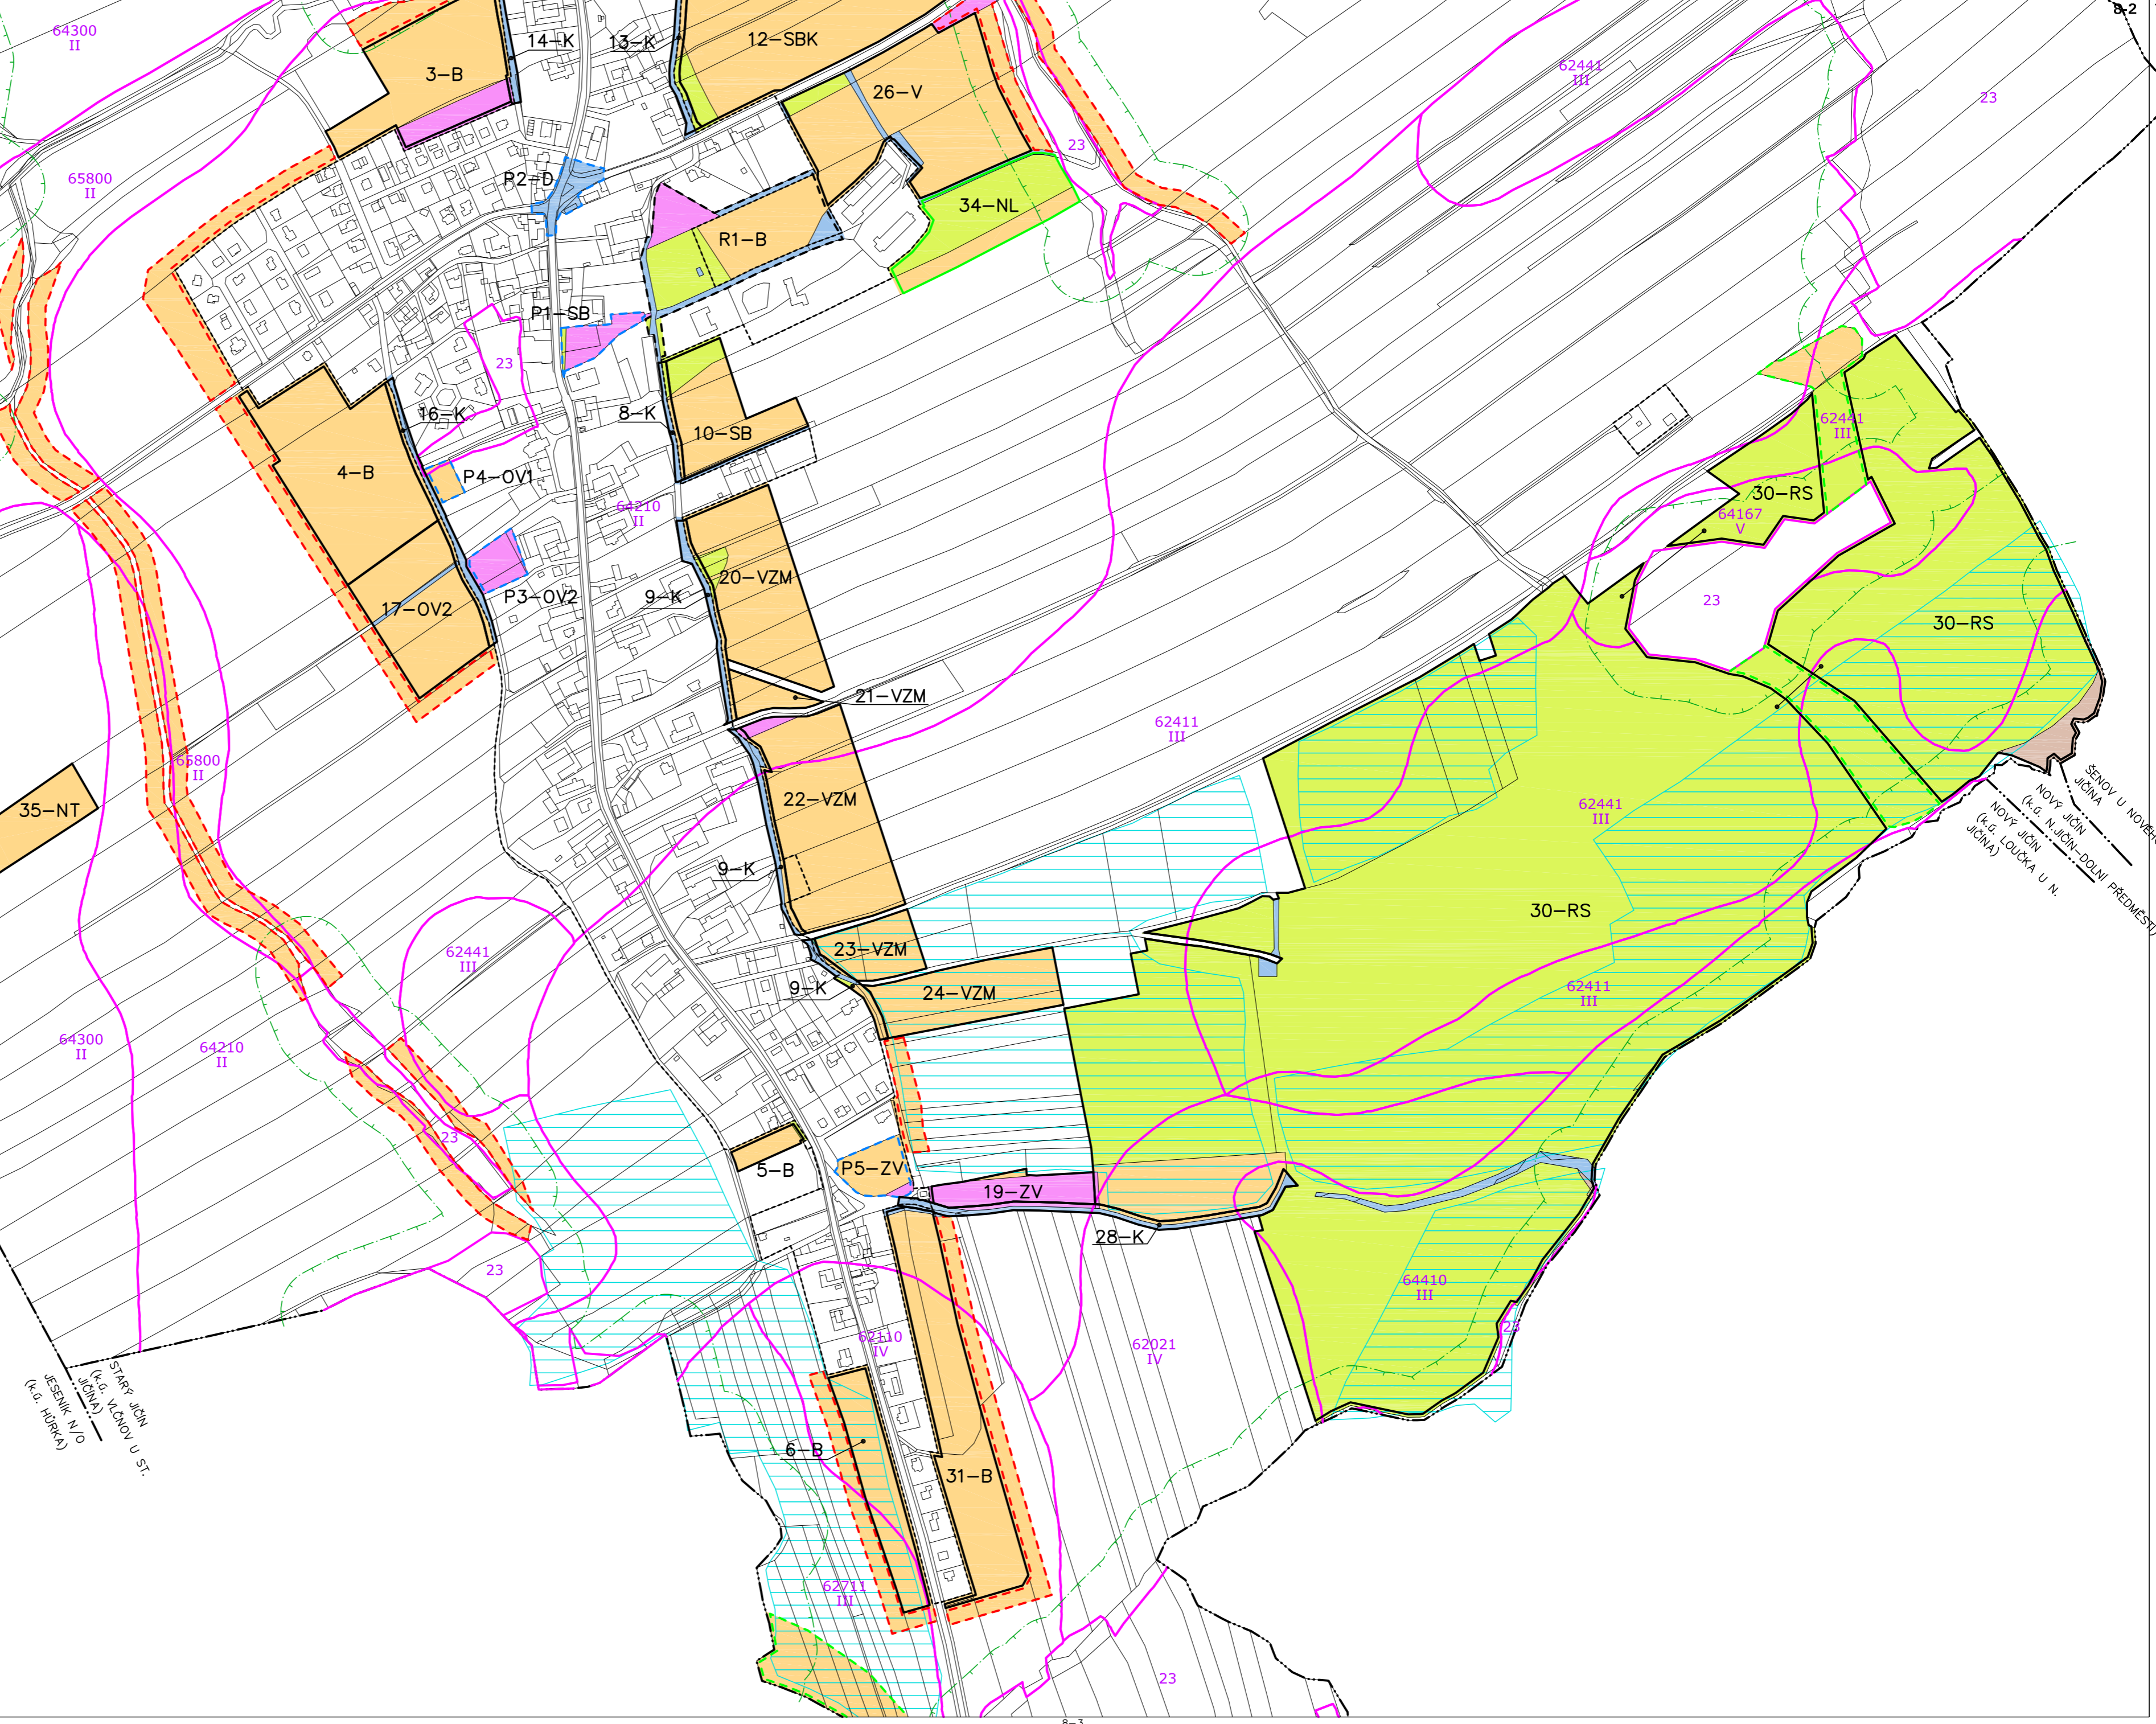 8-2
64300
II
14-K
13-K
12-SBK
3-B
26-V
62441
III
23
65800
II
P2-D
23
34-NL
R1-B
P1-SB
23
16-K
8-K
10-SB
62441
III
4-B
P4-OV1
64210
II
30-RS
64167
V
20-VZM
17-OV2
P3-OV2
9-K
23
30-RS
21-VZM
62411
III
65800
II
35-NT
22-VZM
62441
III
ŠENOV U NOVÉHO
JIČÍNA
NOVÝ JIČÍN
(k.ú. N.JIČÍN-DOLNÍ PŘEDMĚSTÍ)
NOVÝ JIČÍN
(k.ú. LOUČKA U N.
JIČÍNA)
9-K
30-RS
62441
III
23-VZM
9-K
24-VZM
62411
III
64300
II
64210
II
23
5-B
P5-ZV
19-ZV
28-K
23
64410
III
62110
IV
62021
IV
23
STARÝ JIČÍN
(k.ú. VLČNOV U ST.
JIČÍNA)
JESENÍK N/O
(k.ú. HŮRKA)
6-B
31-B
62711
III
23
8-3